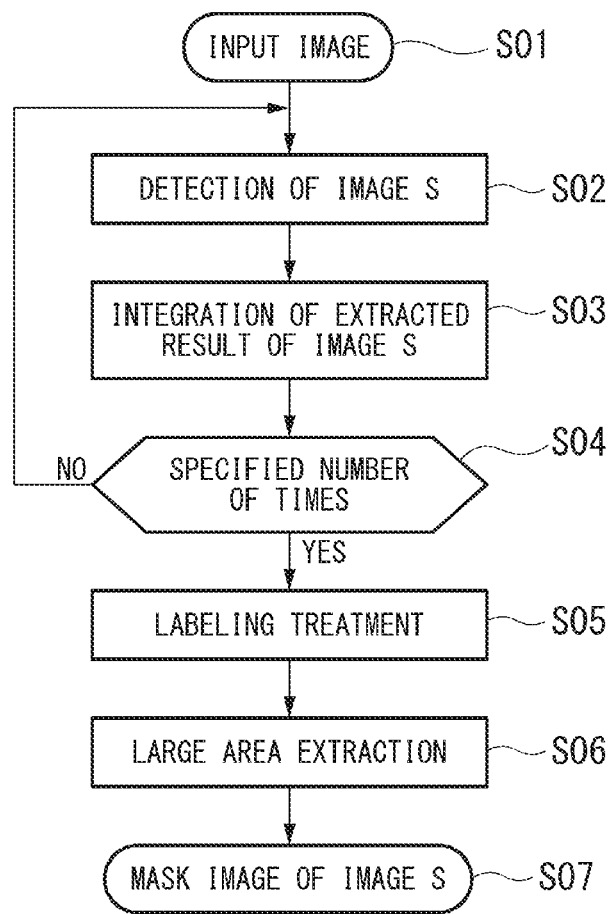 INPUT IMAGE
S01
DETECTION OF IMAGE S
S02
INTEGRATION OF EXTRACTED
RESULT OF IMAGE S
S03
SPECIFIED NUMBER
OF TIMES
S04
NO
YES
LABELING TREATMENT
S05
LARGE AREA EXTRACTION
S06
MASK IMAGE OF IMAGE S
S07